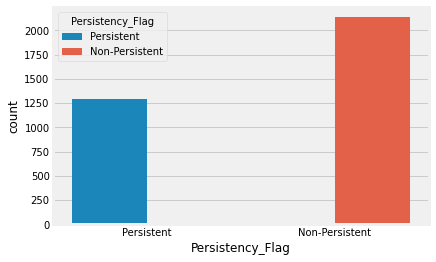 Persistency_Flag
Persistent
Non-Persistent
2000
1750
1500
1250
1000
750
500
250
0
count
Persistent Non-Persistent
Persistency_Flag